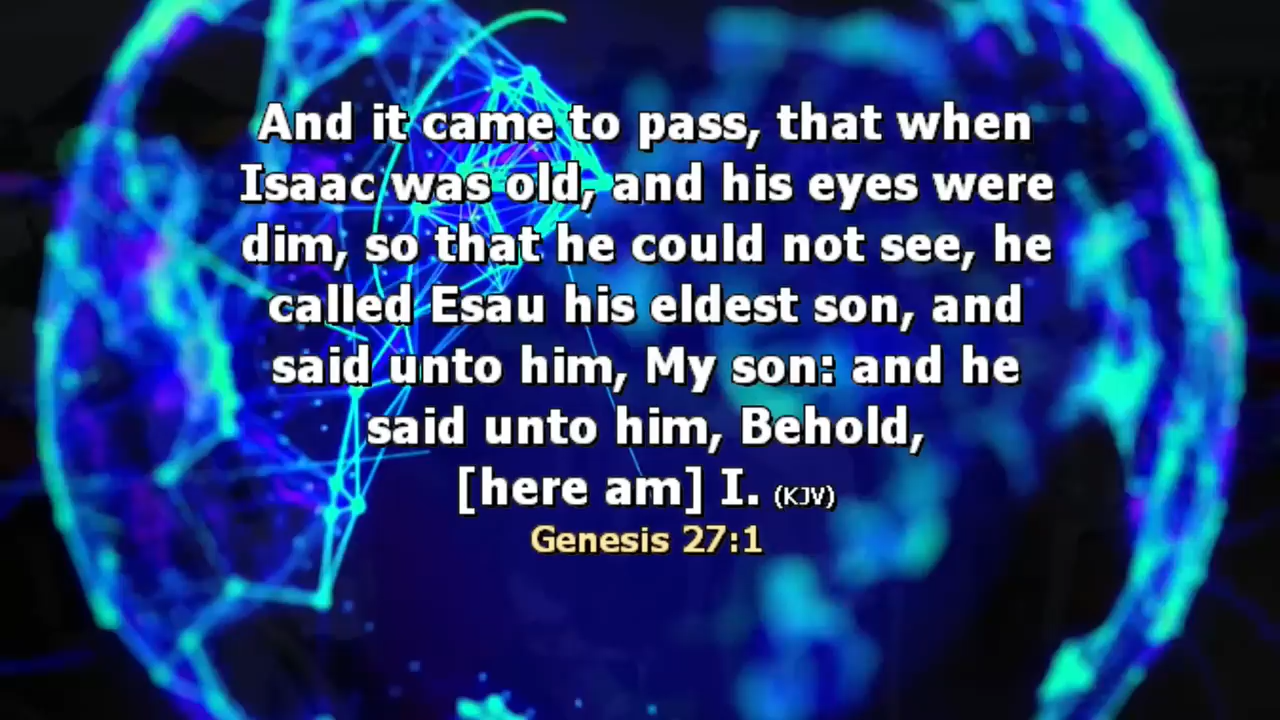 And it came to pass, that when
Isaac was old, and his eyes were
dim, so that he could not see, he
called Esau his eldest son, and
said unto him, My son: and he
said unto him, Behold,
[here am] I. (KJV)
Genesis 27:1